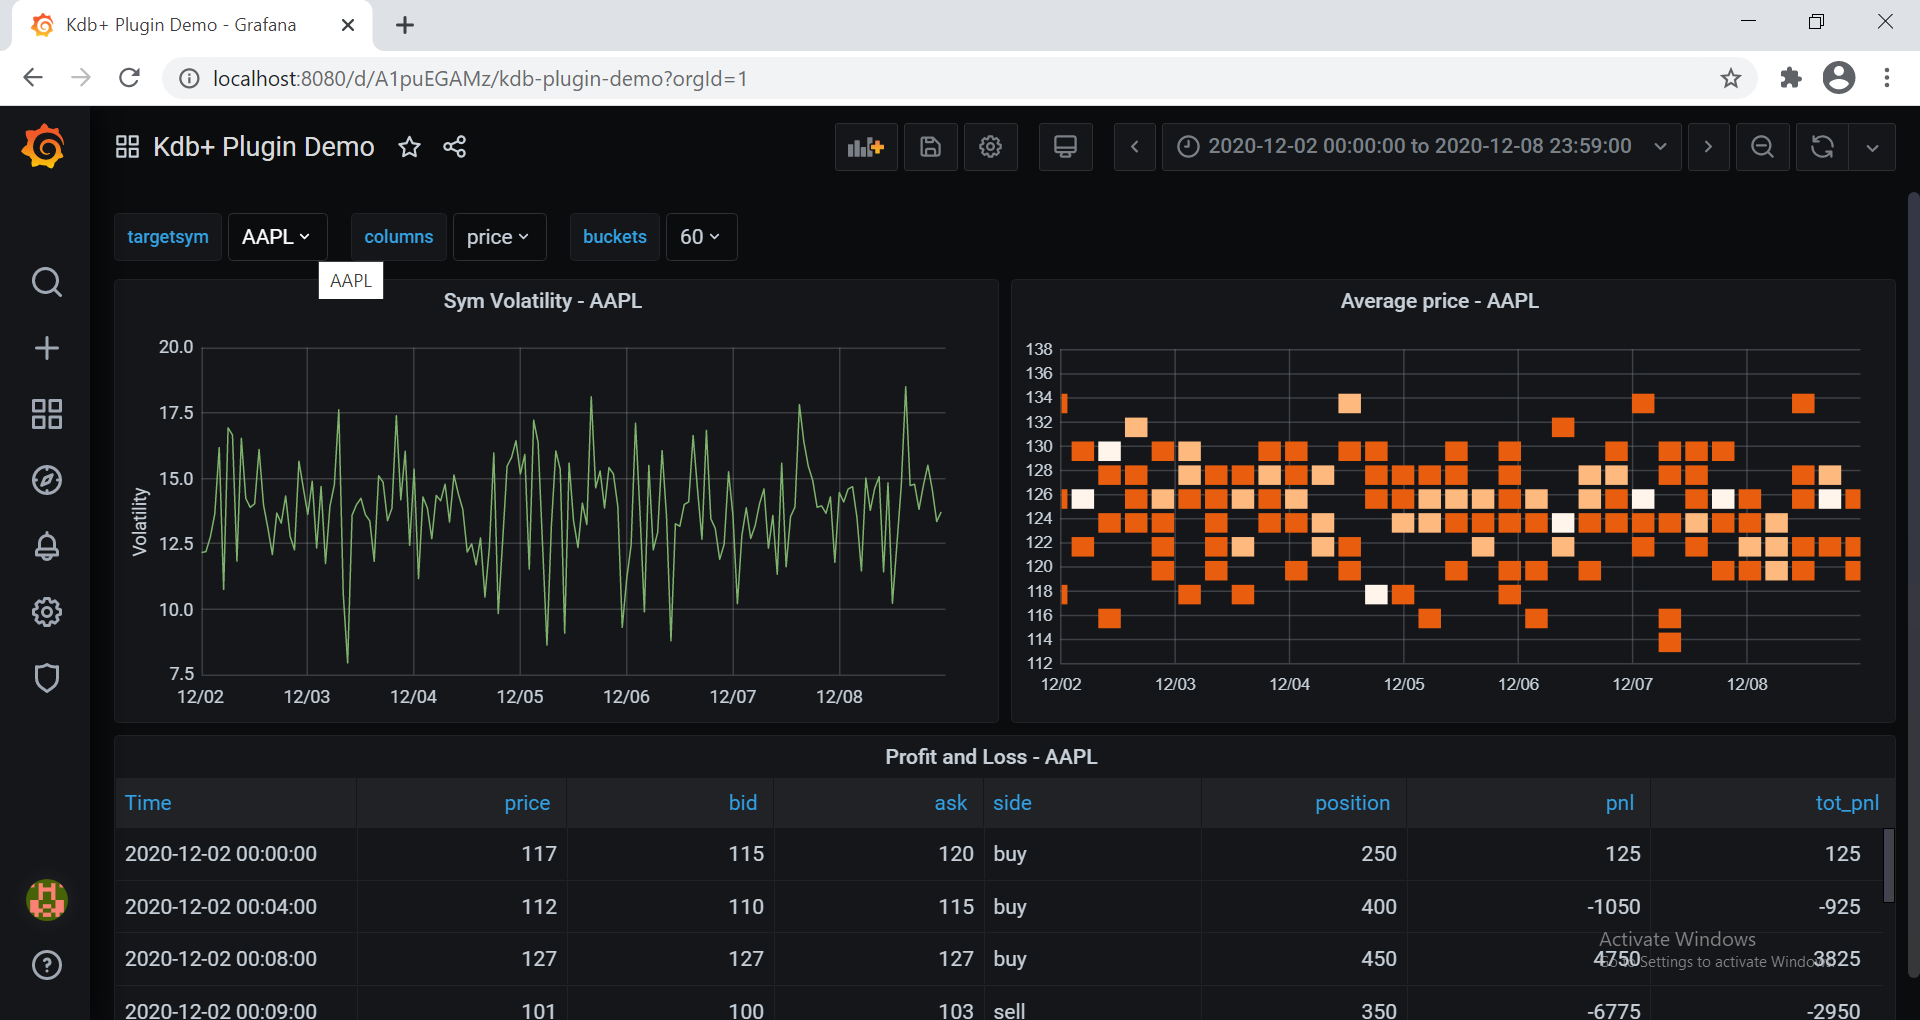 Kdb+ Plugin Demo - Grafana
localhost:8080/d/A1puEGAMz/kdb-plugin-demo?orgId=1
Kdb+ Plugin Demo
2020-12-02 00:00:00 to 2020-12-08 23:59:00
targetsym AAPL columns price buckets 60
AAPL
Sym Volatility - AAPL
Volatility
20.0
17.5
15.0
12.5
10.0
7.5
12/02 12/03 12/04 12/05 12/06 12/07 12/08
Average price - AAPL
138
136
134
132
130
128
126
124
122
120
118
116
114
112
12/02 12/03 12/04 12/05 12/06 12/07 12/08
Profit and Loss - AAPL
Time price bid ask side position pnl tot_pnl
2020-12-02 00:00:00 117 115 120 buy 250 125 125
2020-12-02 00:04:00 112 110 115 buy 400 -1050 -925
2020-12-02 00:08:00 127 127 127 buy 450 4750 3825
2020-12-02 00:09:00 101 100 103 sell 350 -6775 -2950
Activate Windows
Go to Settings to activate Windows.